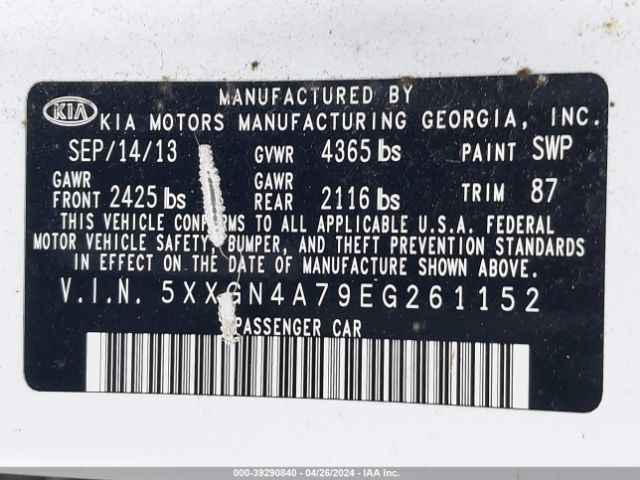 MANUFACTURED BY
KIA KIA MOTORS MANUFACTURING GEORGIA, INC.
SEP/14/13 GVWR 4365 lbs PAINT SWP
GAWR FRONT 2425 lbs GAWR REAR 2116 lbs TRIM 87
THIS VEHICLE CONFORMS TO ALL APPLICABLE U.S.A. FEDERAL
MOTOR VEHICLE SAFETY, BUMPER, AND THEFT PREVENTION STANDARDS
IN EFFECT ON THE DATE OF MANUFACTURE SHOWN ABOVE.
V.I.N. 5XXGN4A79EG261152
PASSENGER CAR
000-39290840 - 04/26/2024 - IAAI.COM